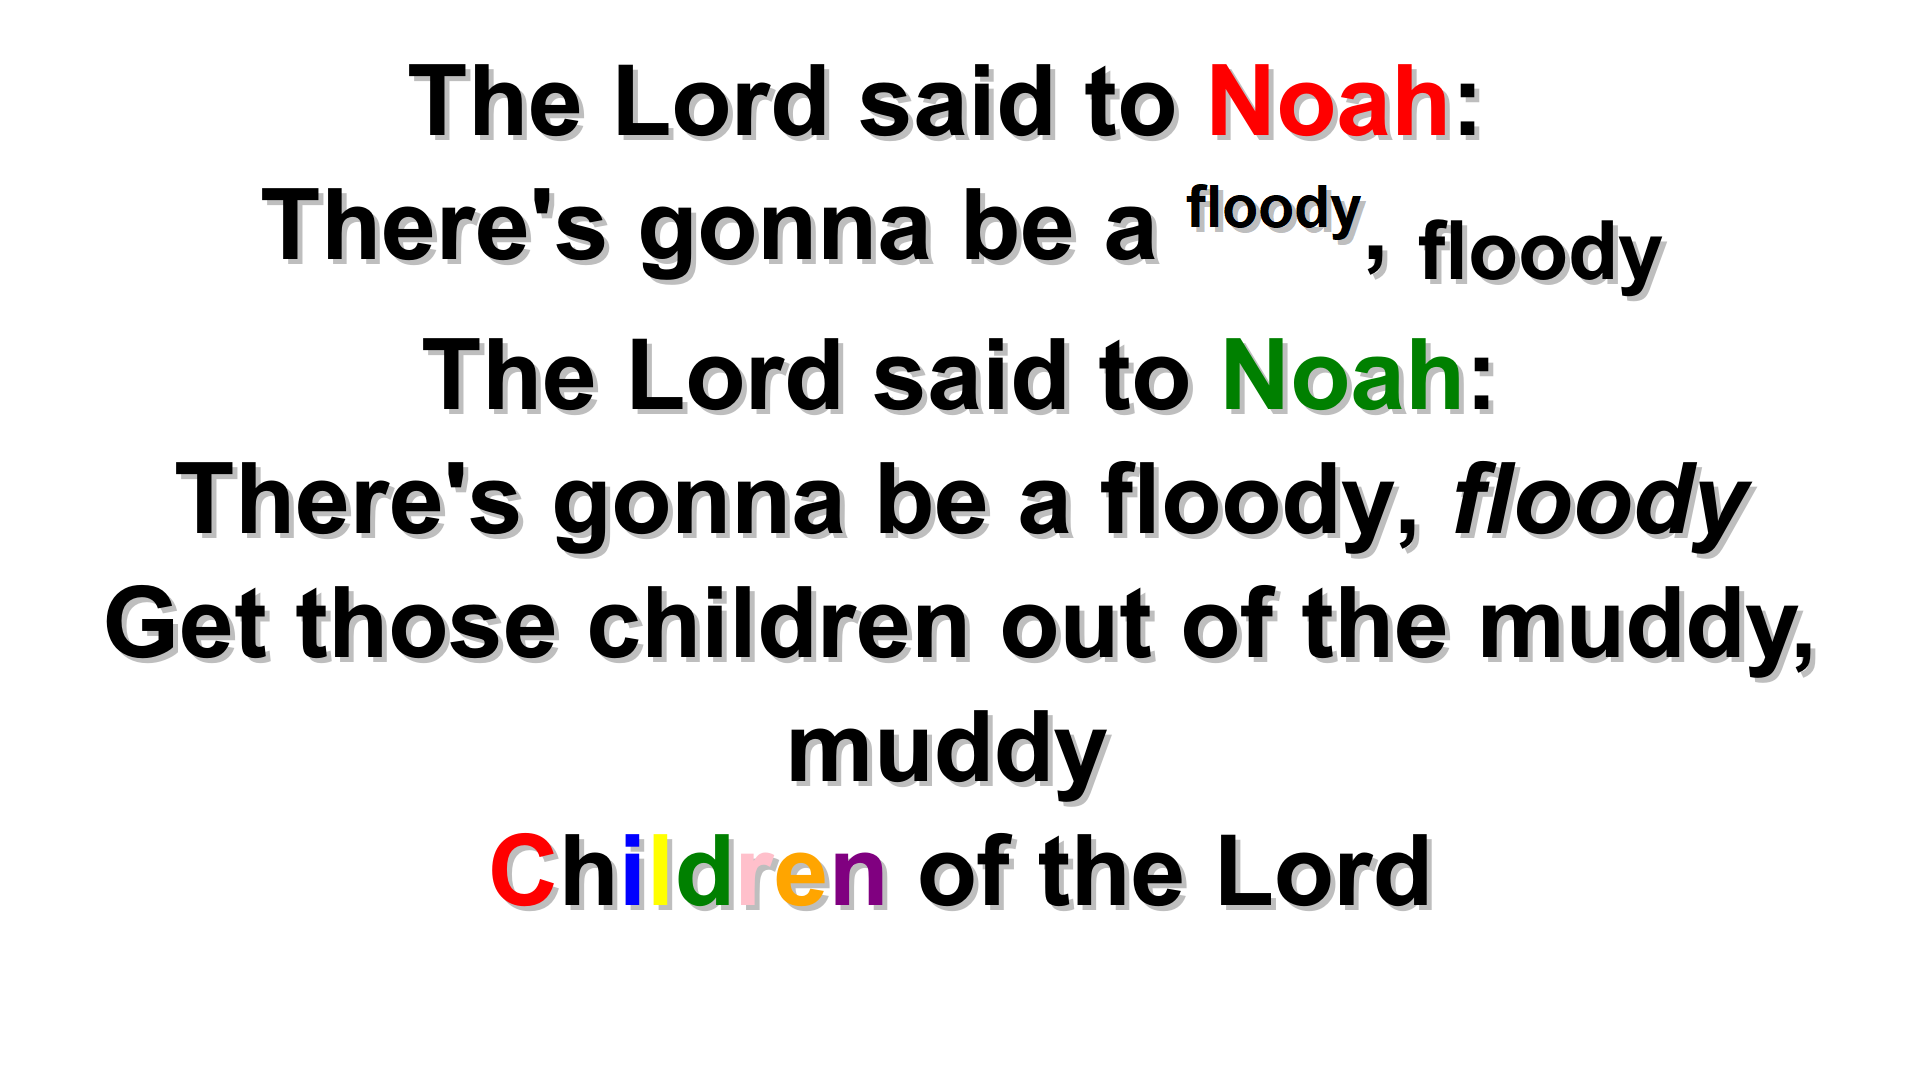 The Lord said to Noah:
There's gonna be a floody, floody
The Lord said to Noah:
There's gonna be a floody, floody
Get those children out of the muddy,
muddy
Children of the Lord